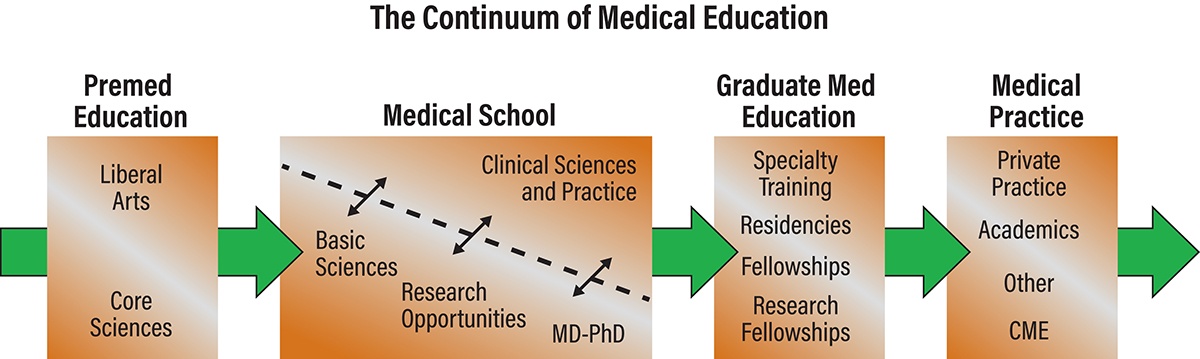 The Continuum of Medical Education
Premed
Education
Liberal
Arts
Core
Sciences
Medical School
Clinical Sciences
and Practice
Basic
Sciences
Research
Opportunities
MD-PhD
Graduate Med
Education
Specialty
Training
Residencies
Fellowships
Research
Fellowships
Medical
Practice
Private
Practice
Academics
Other
CME